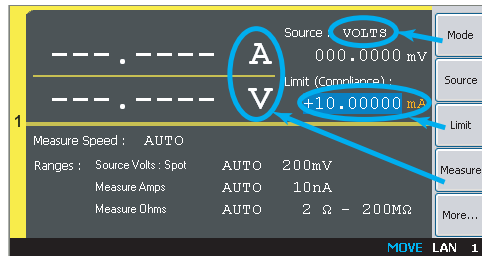 Source : VOLTS
Mode
---.---- A
000.0000 mV
Source
Limit (Compliance) :
---.---- V
+10.00000 mA
1
Limit
Measure Speed : AUTO
Ranges : Source Volts : Spot AUTO 200mV
Measure
Measure Amps AUTO 10nA
Measure Ohms AUTO 2 Ω - 200MΩ
More...
MOVE LAN 1